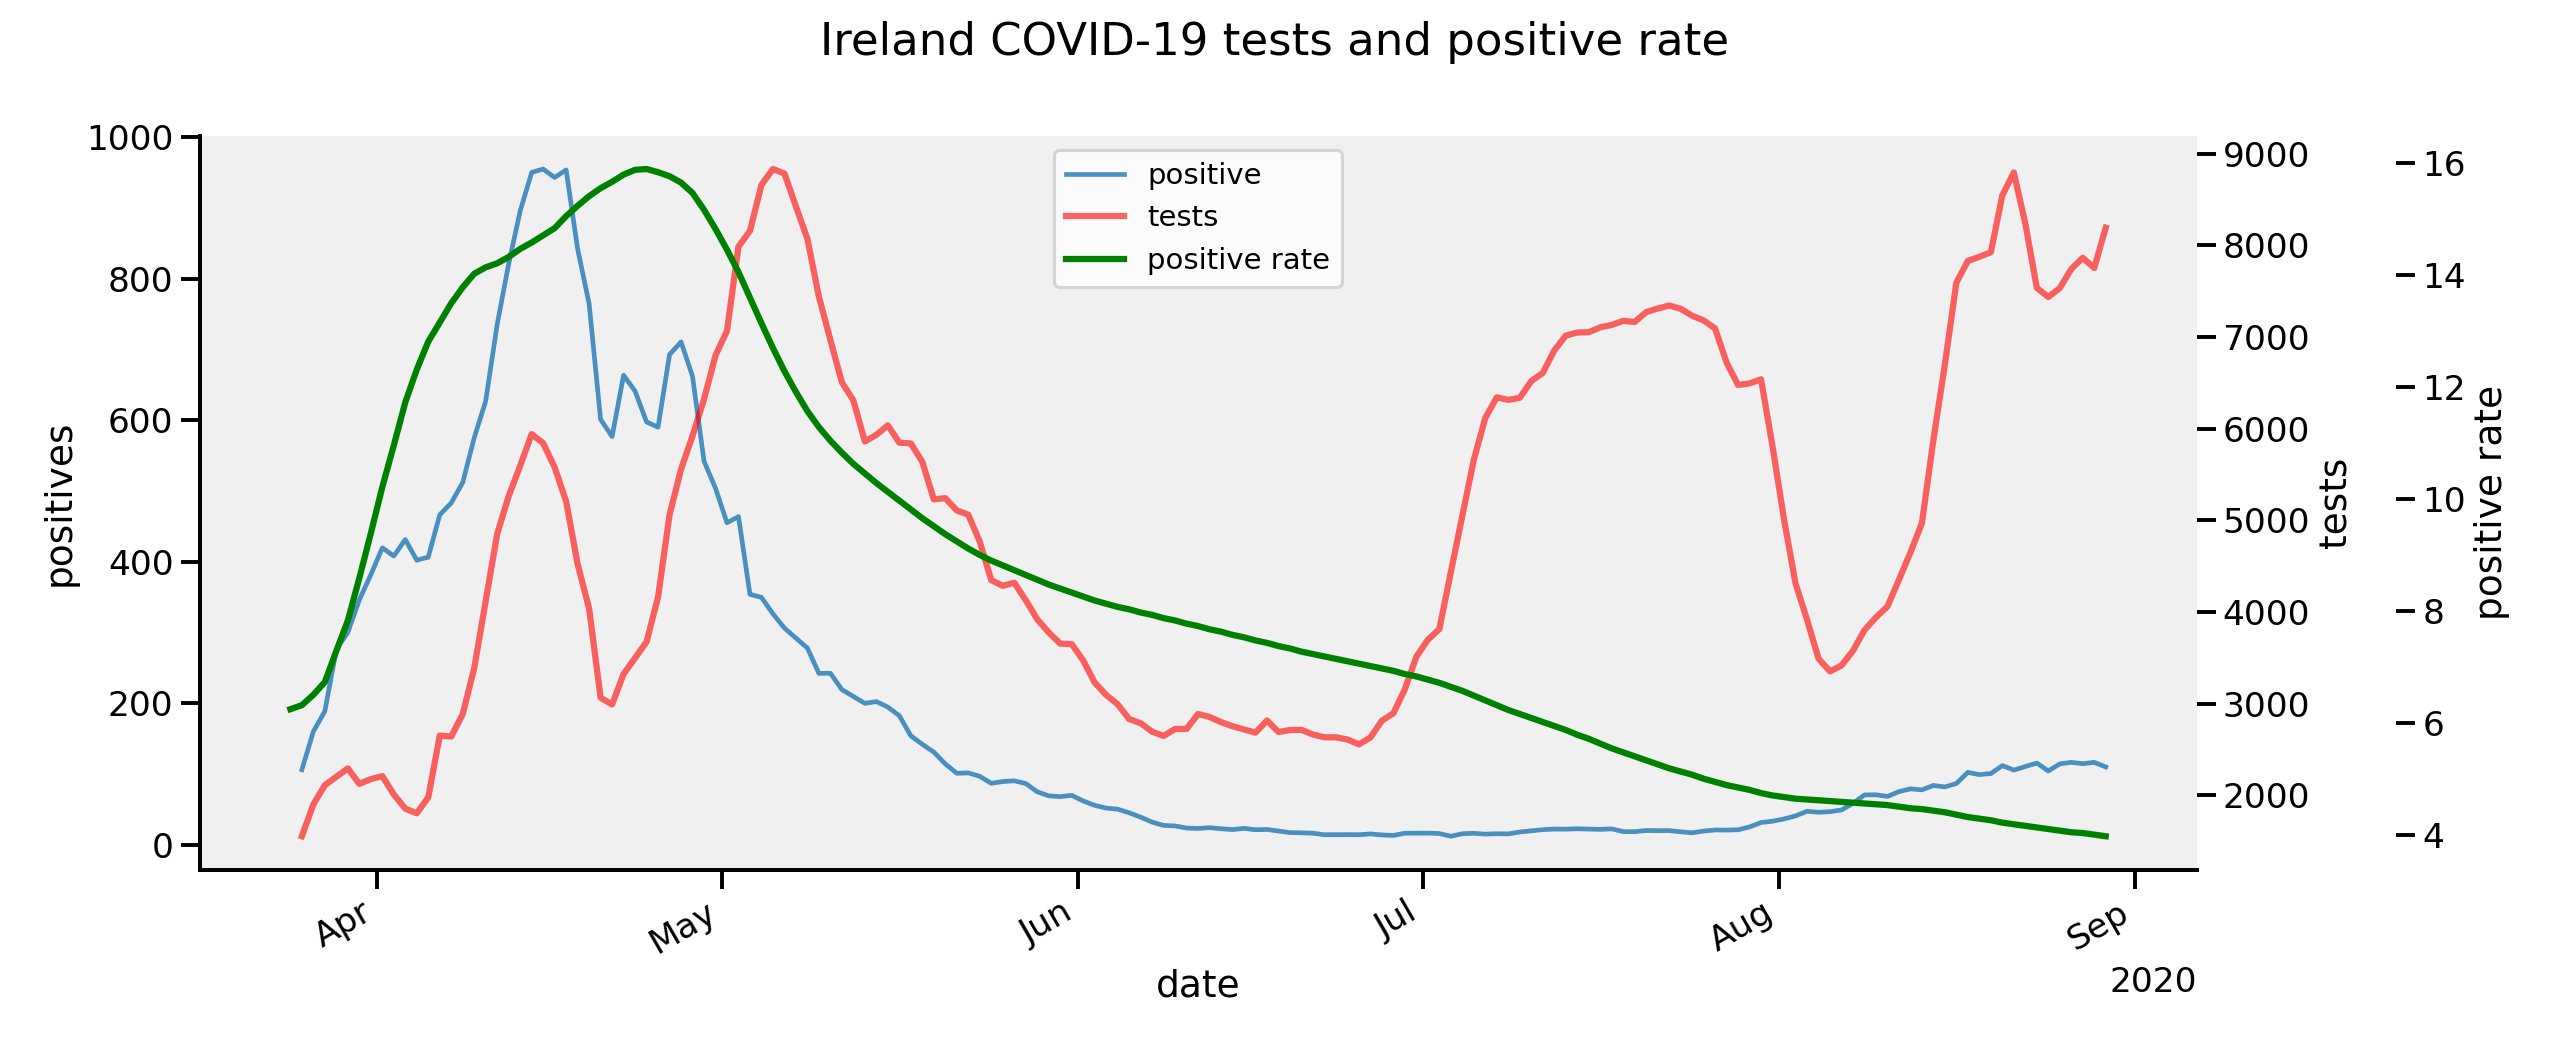 Ireland COVID-19 tests and positive rate
positive
tests
positive rate
positives
1000
800
600
400
200
0
9000
8000
7000
6000
5000
4000
3000
2000
tests
16
14
12
10
8
6
4
positive rate
Apr
May
Jun
Jul
Aug
Sep
date
2020